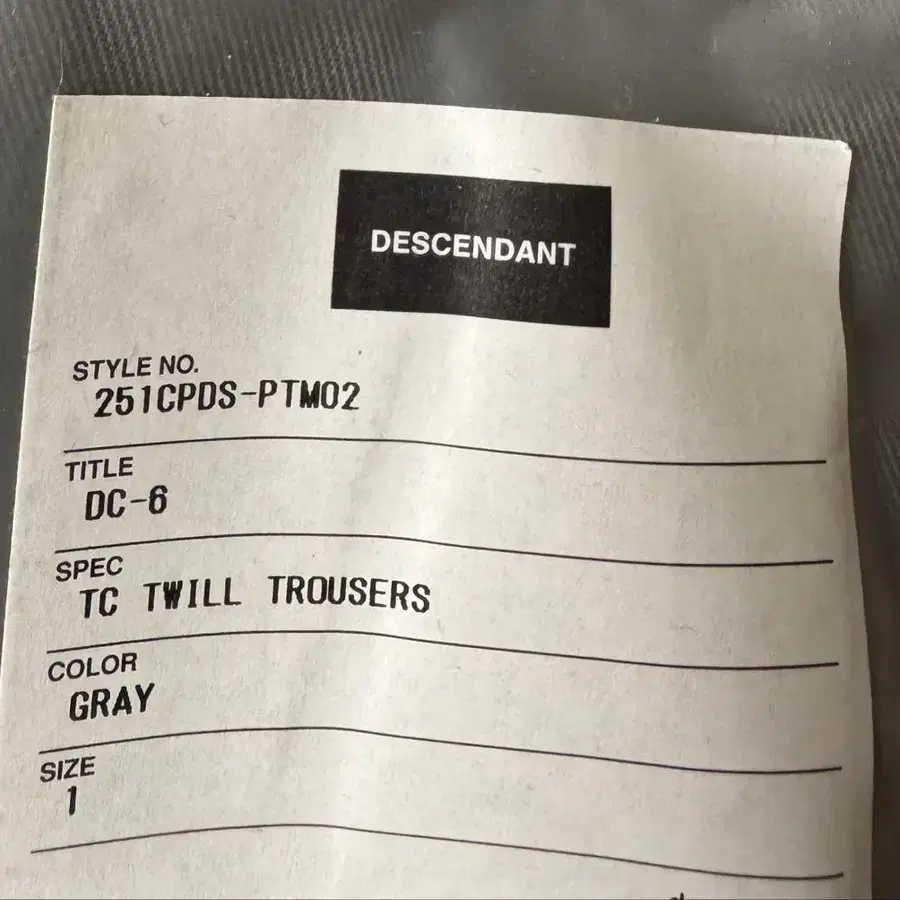 DESCENDANT
STYLE NO.
251CPDS-PTM02
TITLE
DC-6
SPEC
TC TWILL TROUSERS
COLOR
GRAY
SIZE
1